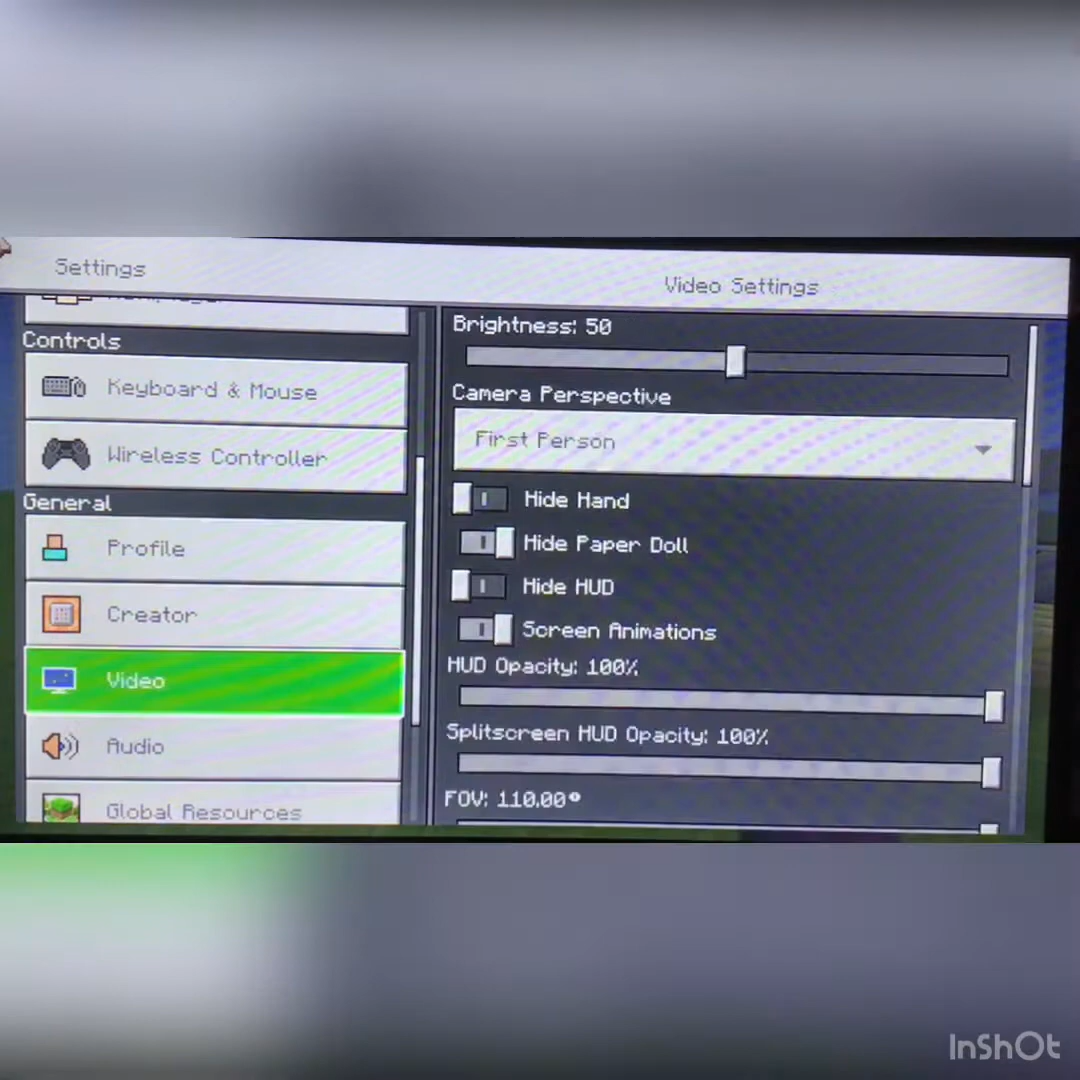 Settings
Video Settings
Controls
Keyboard & Mouse
Wireless Controller
General
Profile
Creator
Video
Audio
Global Resources
Brightness: 50
Camera Perspective
First Person
Hide Hand
Hide Paper Doll
Hide HUD
Screen Animations
HUD Opacity: 100%
Splitscreen HUD Opacity: 100%
FOV: 110.00°
InShOt